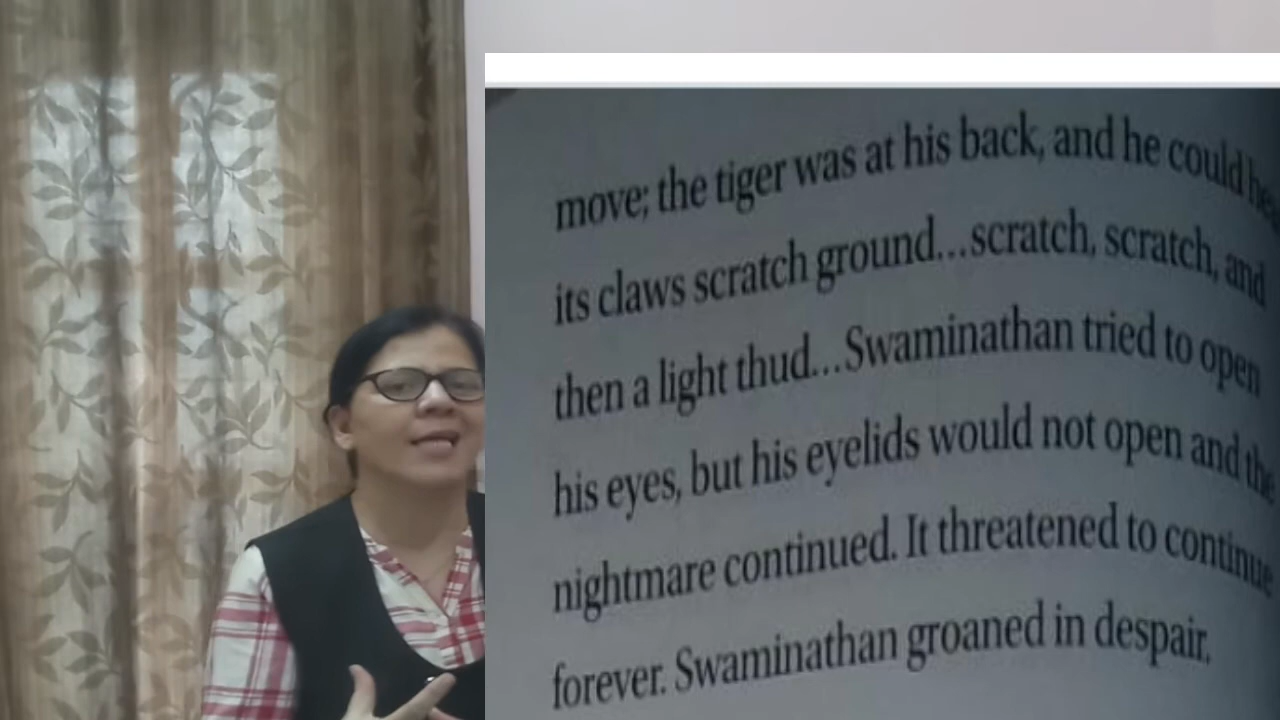 move; the tiger was at his back, and he could
its claws scratch ground...scratch, scratch, and
then a light thud...Swaminathan tried to open
his eyes, but his eyelids would not open and the
nightmare continued. It threatened to continue
forever. Swaminathan groaned in despair.